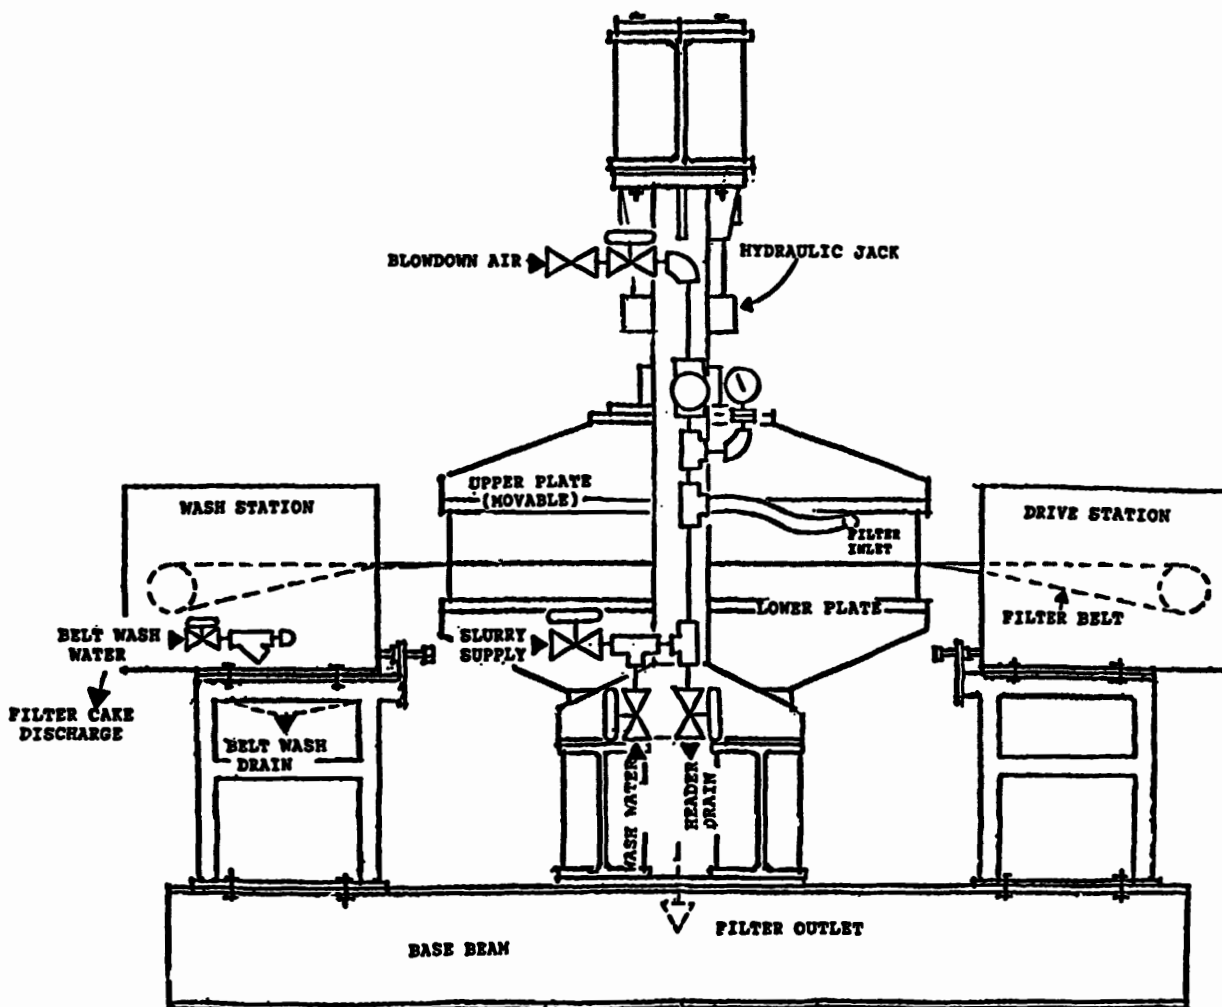 BLOWDOWN AIR
HYDRAULIC JACK
UPPER PLATE
(MOVABLE)
WASH STATION
DRIVE STATION
FILTER
INLET
LOWER PLATE
FILTER BELT
BELT WASH
WATER
SLURRY
SUPPLY
FILTER CAKE
DISCHARGE
BELT WASH
DRAIN
WASH WATER
HEADER
DRAIN
FILTER OUTLET
BASE BEAM